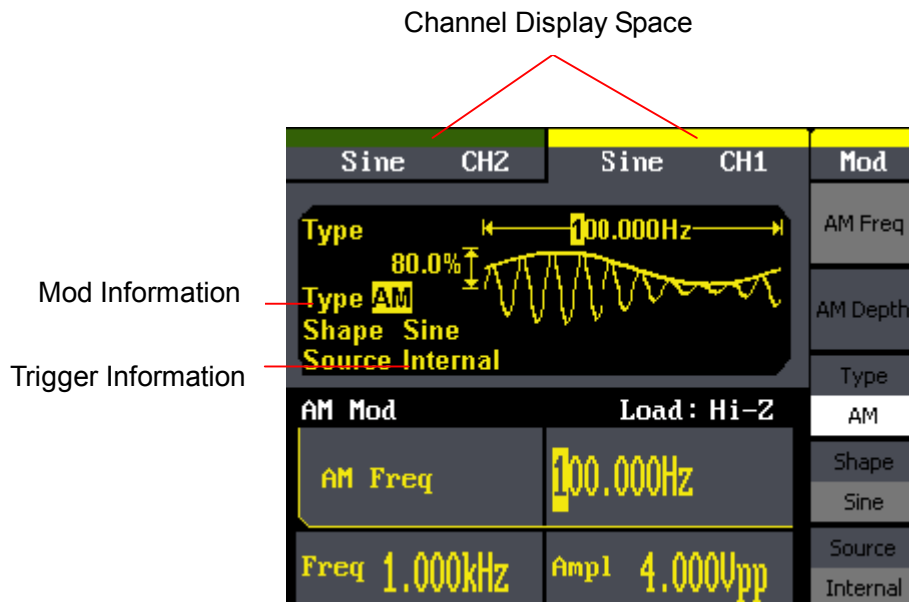 Channel Display Space
Sine CH2 Sine CH1 Mod
Type 100.000Hz AM Freq
80.0%
Mod Information Type AM AM Depth
Shape Sine
Trigger Information Source Internal Type
AM Mod Load: Hi-Z AM
AM Freq 100.000Hz Shape
Sine
Freq 1.000kHz Ampl 4.000Vpp Source
Internal